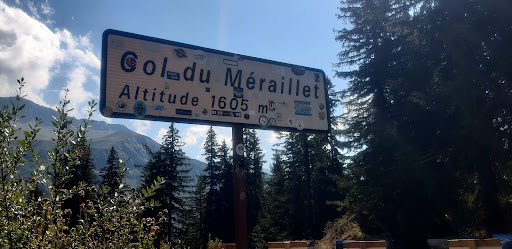 Col du Méraillet
Altitude 1605 m